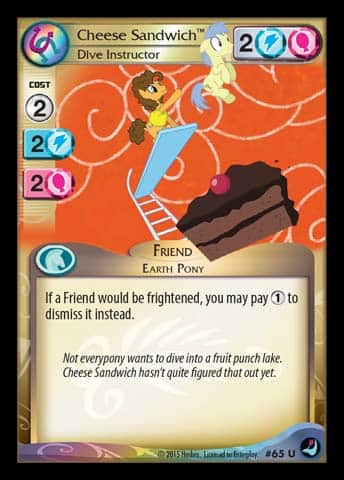 Cheese Sandwich™
Dive Instructor
2
COST
2
2
2
FRIEND
EARTH PONY
If a Friend would be frightened, you may pay 1 to
dismiss it instead.
Not everypony wants to dive into a fruit punch lake.
Cheese Sandwich hasn't quite figured that out yet.
© 2015 Hasbro. Licensed to Enterplay. #65 U